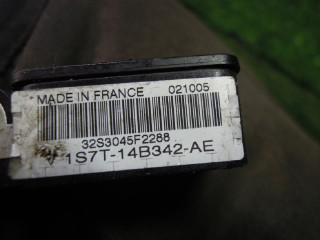 MADE IN FRANCE 021005
32S3045F2288
1S7T-14B342-AE